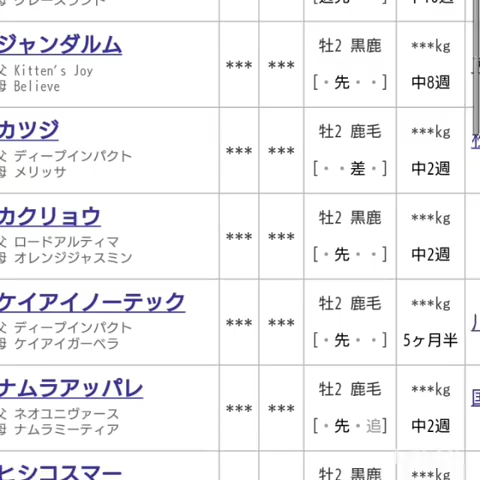 ジャンダルム
父 Kitten's Joy
母 Believe
*** ***
牡2 黒鹿
[・先・・]
***kg
中8週
カツジ
父 ディープインパクト
母 メリッサ
*** ***
牡2 鹿毛
[・・差・]
***kg
中2週
カクリョウ
父 ロードアルティマ
母 オレンジジャスミン
*** ***
牡2 黒鹿
[・先・・]
***kg
中2週
ケイアイノーテック
父 ディープインパクト
母 ケイアイガーベラ
*** ***
牡2 鹿毛
[・先・・]
***kg
5ヶ月半
ナムラアッパレ
父 ネオユニヴァース
母 ナムラミーティア
*** ***
牡2 鹿毛
[・先・追]
***kg
中2週
ヒシコスマー
牡2 黒鹿
***kg